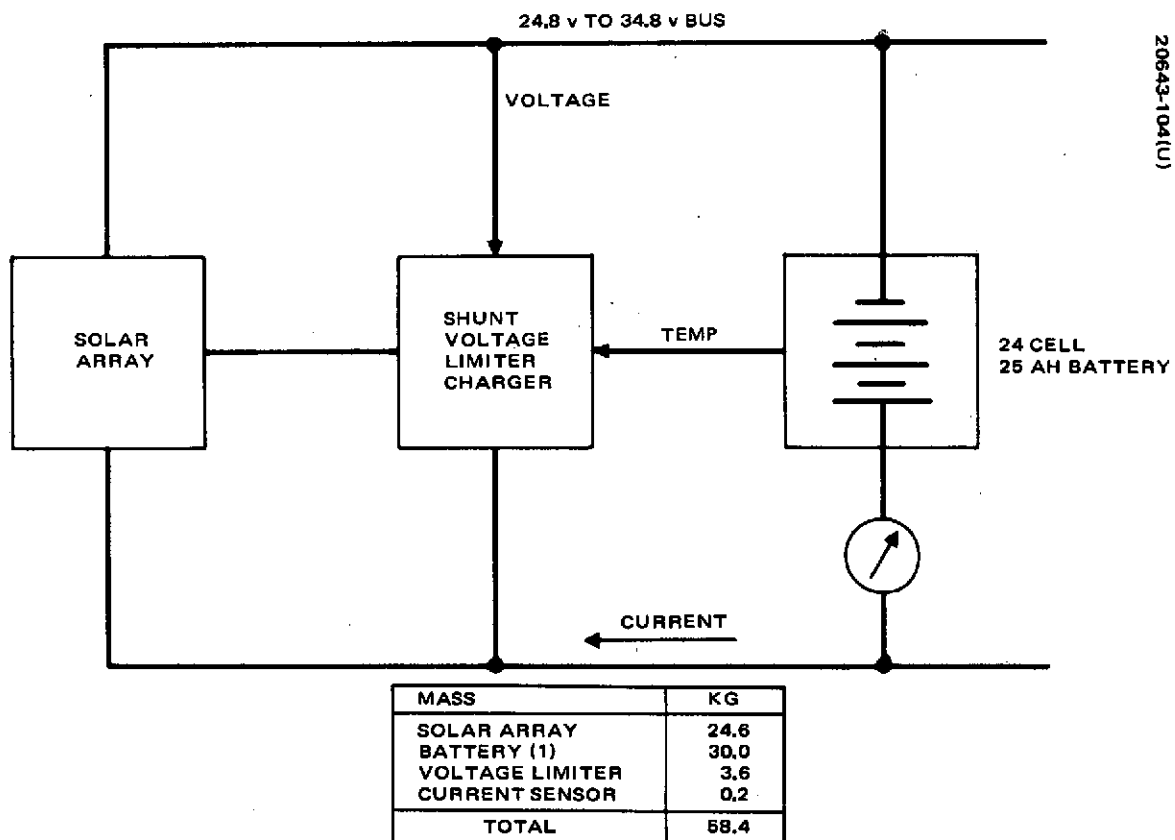 24.8 v TO 34.8 v BUS
20643-104(U)
VOLTAGE
SOLAR
ARRAY
SHUNT
VOLTAGE
LIMITER
CHARGER
TEMP
24 CELL
25 AH BATTERY
CURRENT
MASS KG
SOLAR ARRAY 24.6
BATTERY (1) 30.0
VOLTAGE LIMITER 3.6
CURRENT SENSOR 0.2
TOTAL 58.4